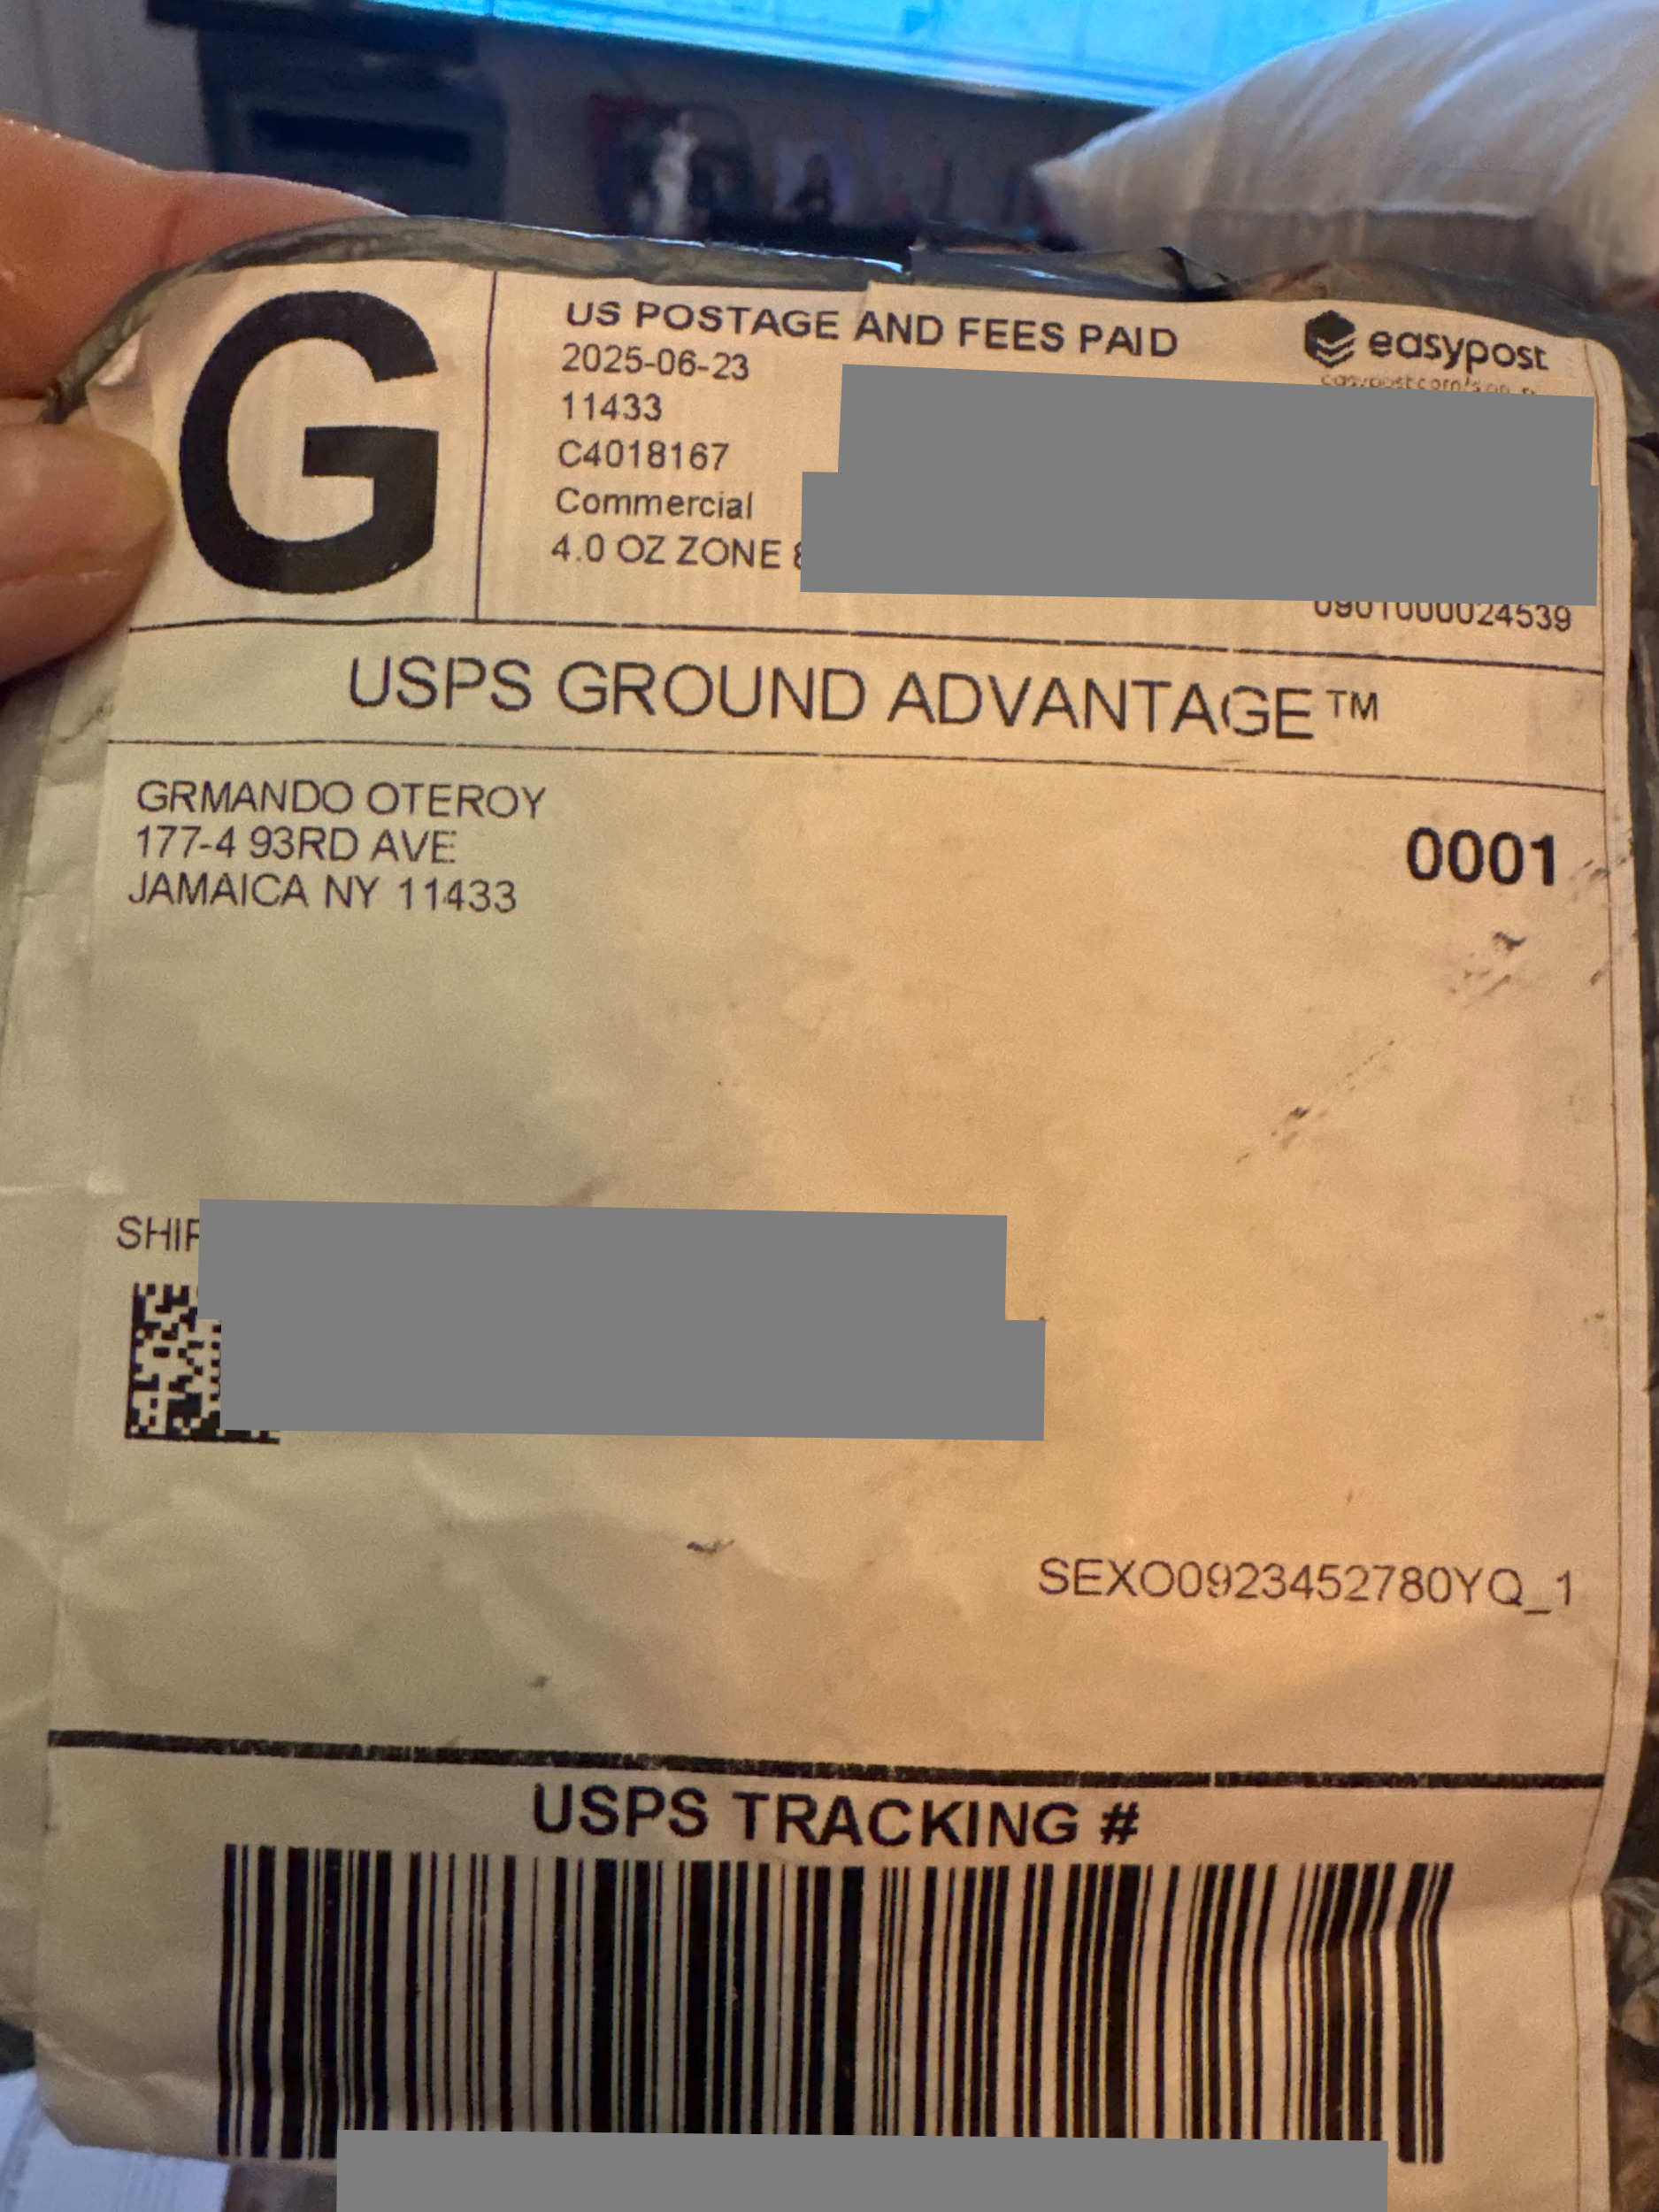 G
US POSTAGE AND FEES PAID
2025-06-23
11433
C4018167
Commercial
4.0 OZ ZONE
easypost
0901000024539
USPS GROUND ADVANTAGE™
GRMANDO OTEROY
177-4 93RD AVE
JAMAICA NY 11433
0001
SEXO0923452780YQ_1
USPS TRACKING #